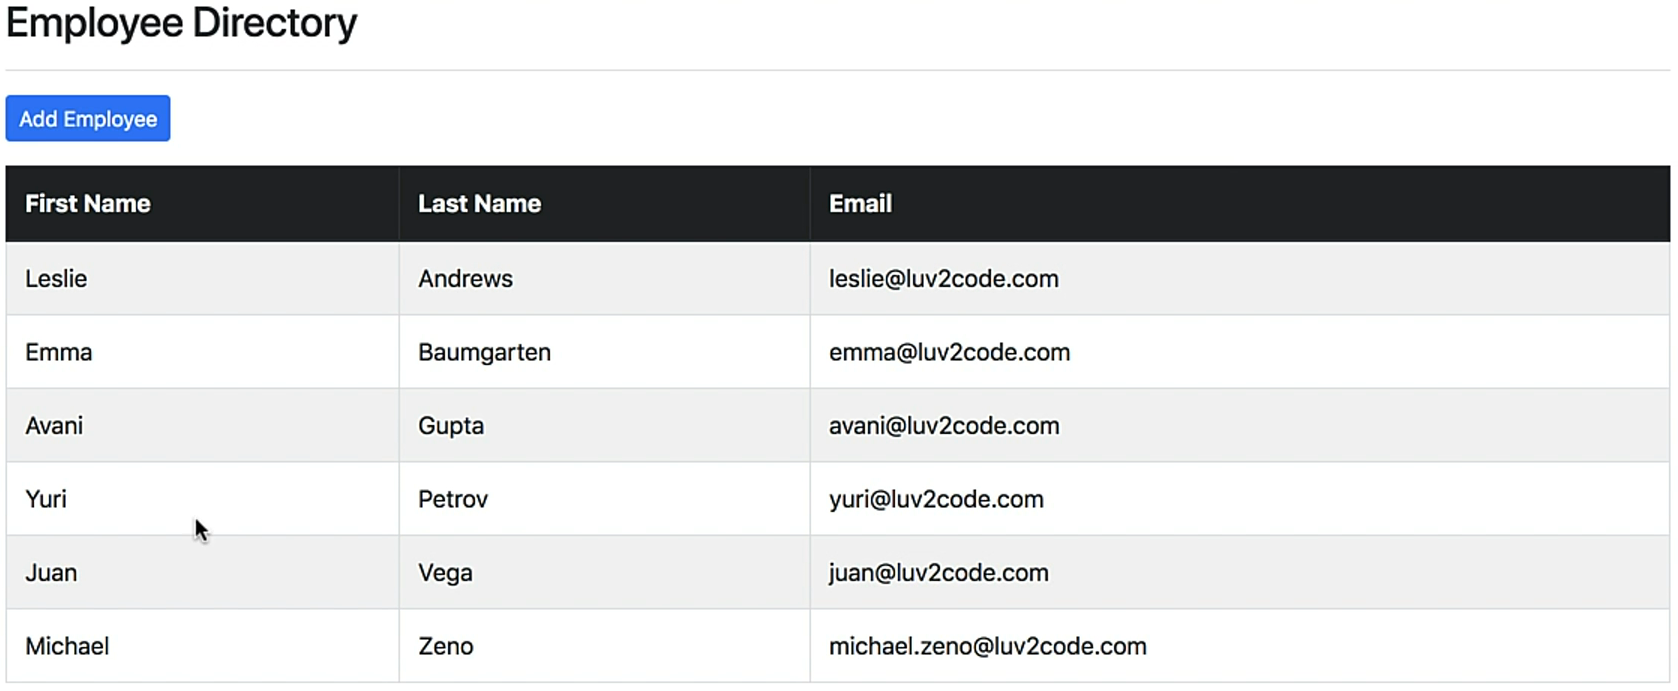 Employee Directory
Add Employee
First Name Last Name Email
Leslie Andrews leslie@luv2code.com
Emma Baumgarten emma@luv2code.com
Avani Gupta avani@luv2code.com
Yuri Petrov yuri@luv2code.com
Juan Vega juan@luv2code.com
Michael Zeno michael.zeno@luv2code.com